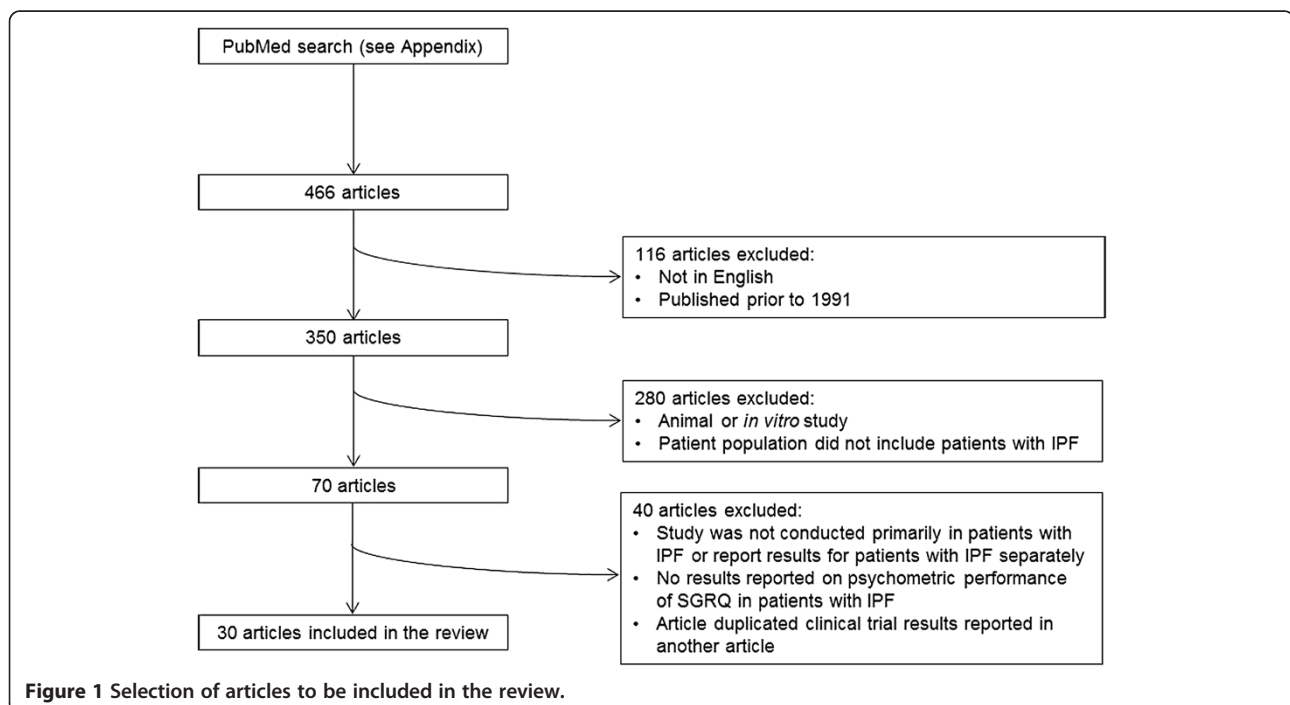 PubMed search (see Appendix)
466 articles
116 articles excluded:
• Not in English
• Published prior to 1991
350 articles
280 articles excluded:
• Animal or in vitro study
• Patient population did not include patients with IPF
70 articles
40 articles excluded:
• Study was not conducted primarily in patients with
IPF or report results for patients with IPF separately
• No results reported on psychometric performance
of SGRQ in patients with IPF
• Article duplicated clinical trial results reported in
another article
30 articles included in the review
Figure 1 Selection of articles to be included in the review.